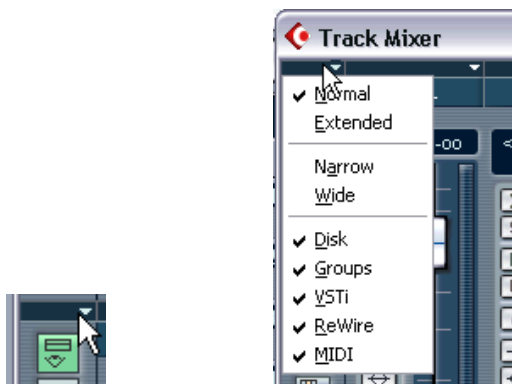 Track Mixer
Normal
Extended
-oo
Narrow
Wide
Disk
Groups
VSTi
ReWire
MIDI